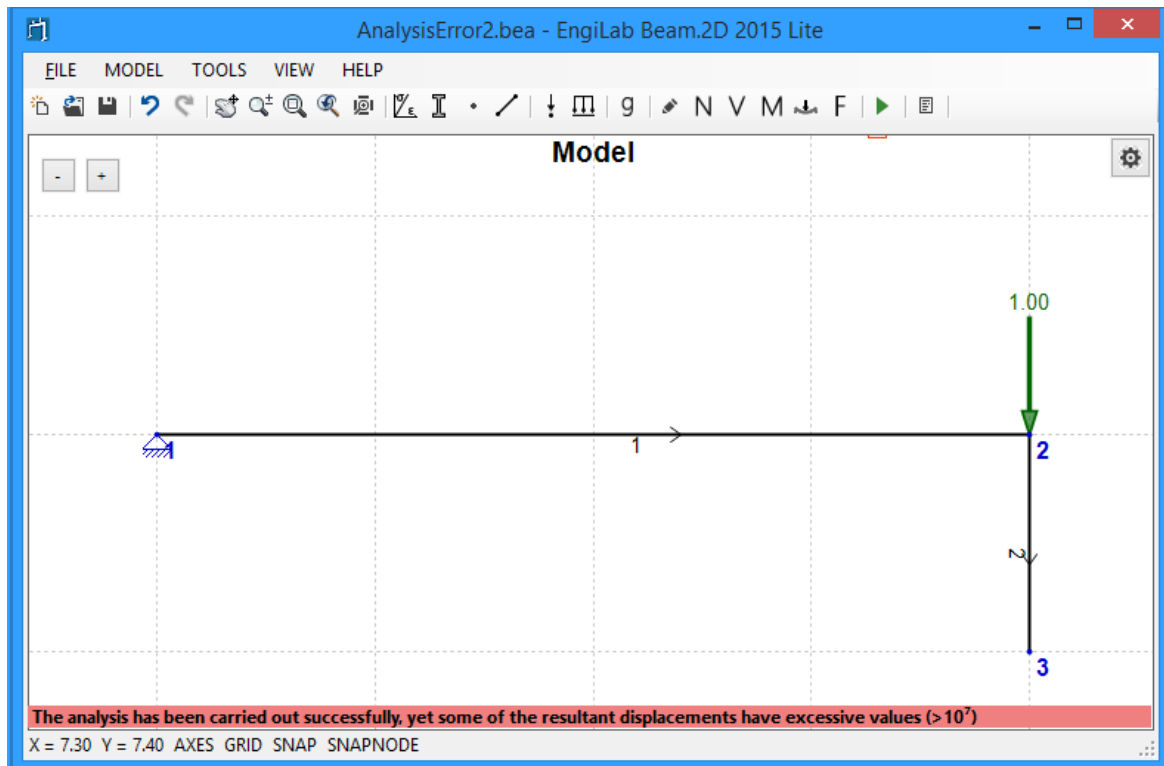 AnalysisError2.bea - EngiLab Beam.2D 2015 Lite
FILE MODEL TOOLS VIEW HELP
g N V M F
Model
- +
1.00
1
1
2
2
3
The analysis has been carried out successfully, yet some of the resultant displacements have excessive values (>10⁷)
X = 7.30 Y = 7.40 AXES GRID SNAP SNAPNODE